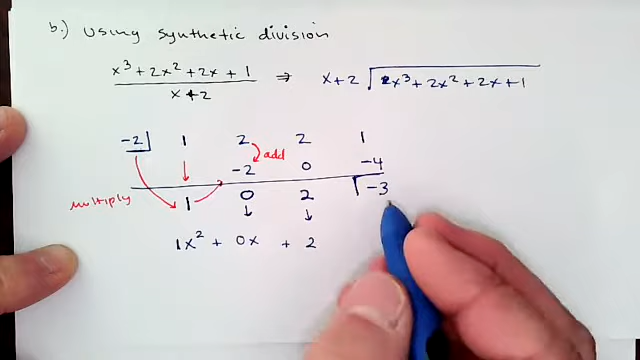 b.) Using synthetic division
x³ + 2x² + 2x + 1
x + 2
⇒ x + 2 √ x³ + 2x² + 2x + 1
-2 | 1 2 2 1
add
-2 0 -4
multiply 1 0 2 -3
1x² + 0x + 2